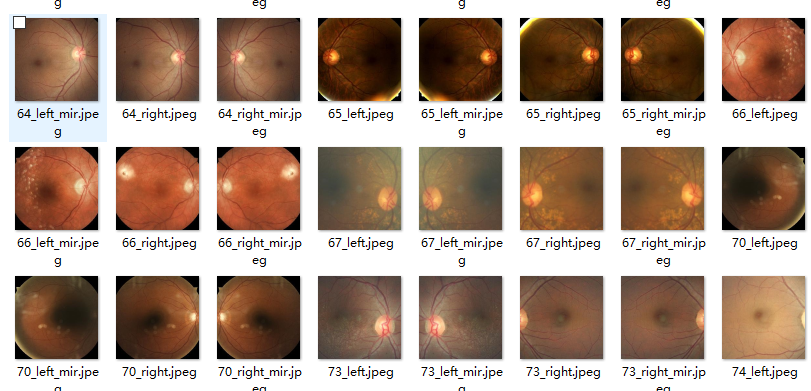 g
eg
eg
64_left_mir.jpe
g
64_right.jpeg
64_right_mir.jp
eg
65_left.jpeg
65_left_mir.jpe
g
65_right.jpeg
65_right_mir.jp
eg
66_left.jpeg
66_left_mir.jpe
g
66_right.jpeg
66_right_mir.jp
eg
67_left.jpeg
67_left_mir.jpe
g
67_right.jpeg
67_right_mir.jp
eg
70_left.jpeg
70_left_mir.jpe
g
70_right.jpeg
70_right_mir.jp
eg
73_left.jpeg
73_left_mir.jpe
g
73_right.jpeg
73_right_mir.jp
eg
74_left.jpeg